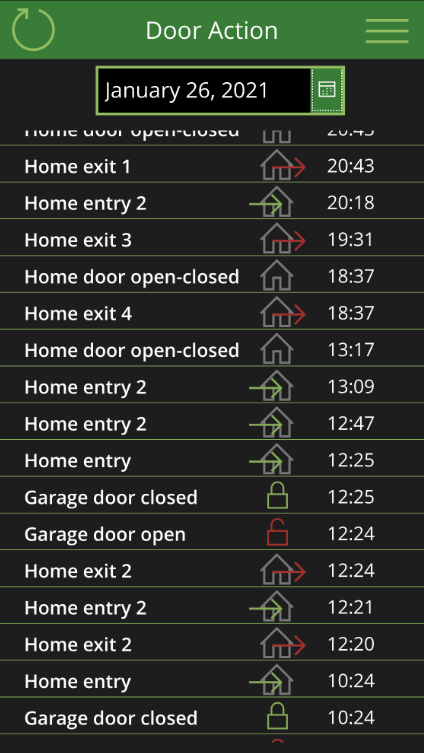 Door Action
January 26, 2021
Home door open-closed 20:43
Home exit 1 20:43
Home entry 2 20:18
Home exit 3 19:31
Home door open-closed 18:37
Home exit 4 18:37
Home door open-closed 13:17
Home entry 2 13:09
Home entry 2 12:47
Home entry 12:25
Garage door closed 12:25
Garage door open 12:24
Home exit 2 12:24
Home entry 2 12:21
Home exit 2 12:20
Home entry 10:24
Garage door closed 10:24